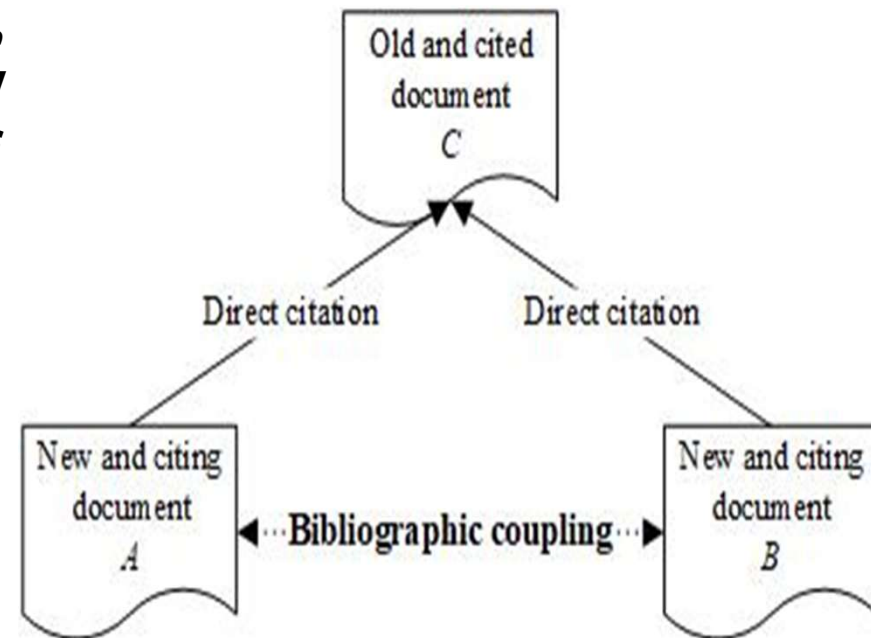 Old and cited
document
C
Direct citation
Direct citation
New and citing
document
A
Bibliographic coupling
New and citing
document
B